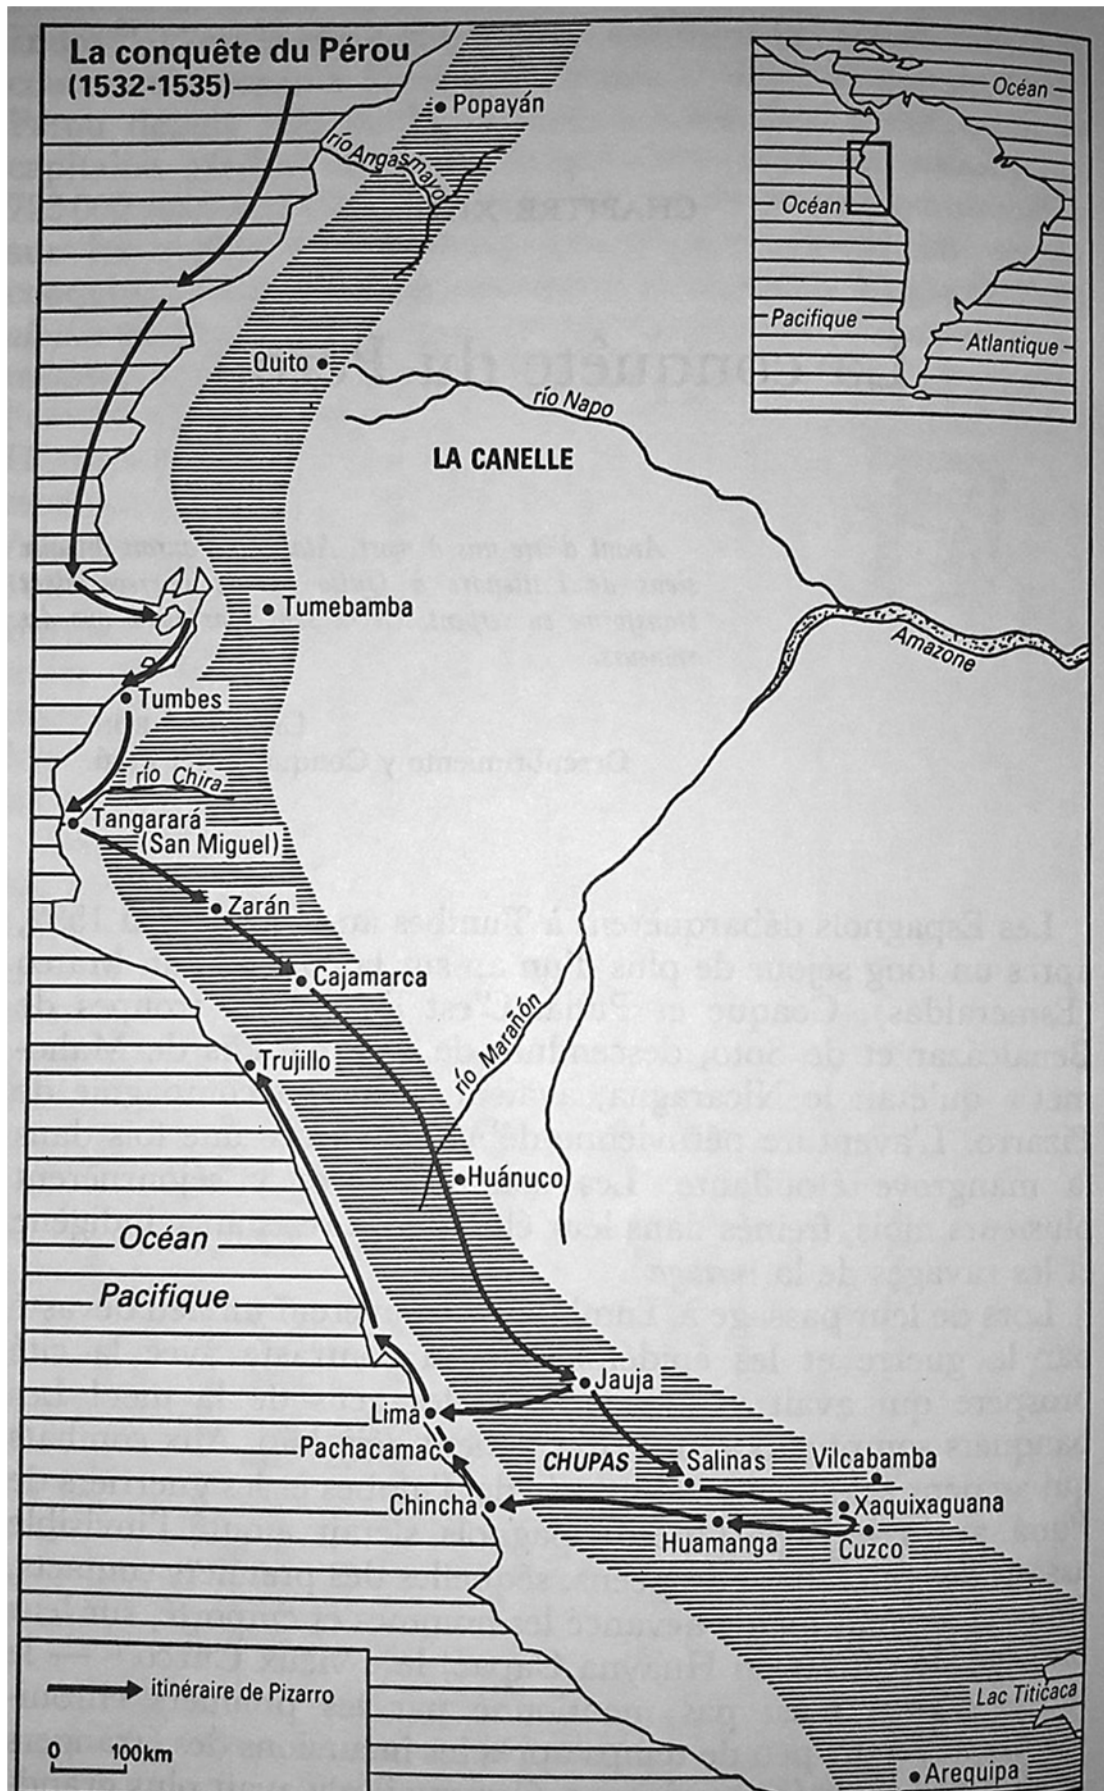 La conquête du Pérou
(1532-1535)
Popayán
río Angasmayo
Océan
Océan
Pacifique
Atlantique
Quito
río Napo
LA CANELLE
Tumebamba
Amazone
Tumbes
río Chira
Tangarará
(San Miguel)
Zarán
Cajamarca
Trujillo
río Marañón
Huánuco
Océan
Pacifique
Jauja
Lima
Pachacamac
CHUPAS
Salinas
Vilcabamba
Chincha
Xaquixaguana
Huamanga
Cuzco
itinéraire de Pizarro
Lac Titicaca
0 100km
Arequipa